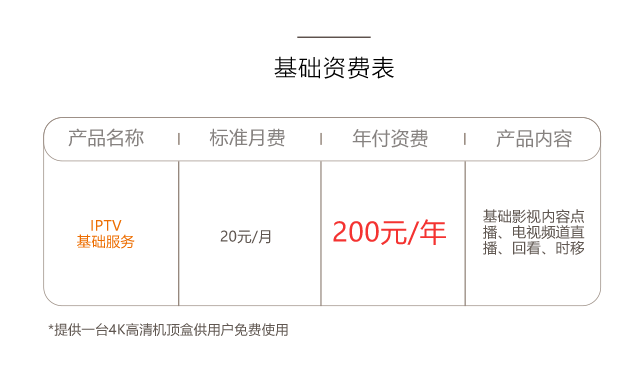 基础资费表
产品名称
标准月费
年付资费
产品内容
IPTV
基础服务
20元/月
200元/年
基础影视内容点
播、电视频道直
播、回看、时移
*提供一台4K高清机顶盒供用户免费使用